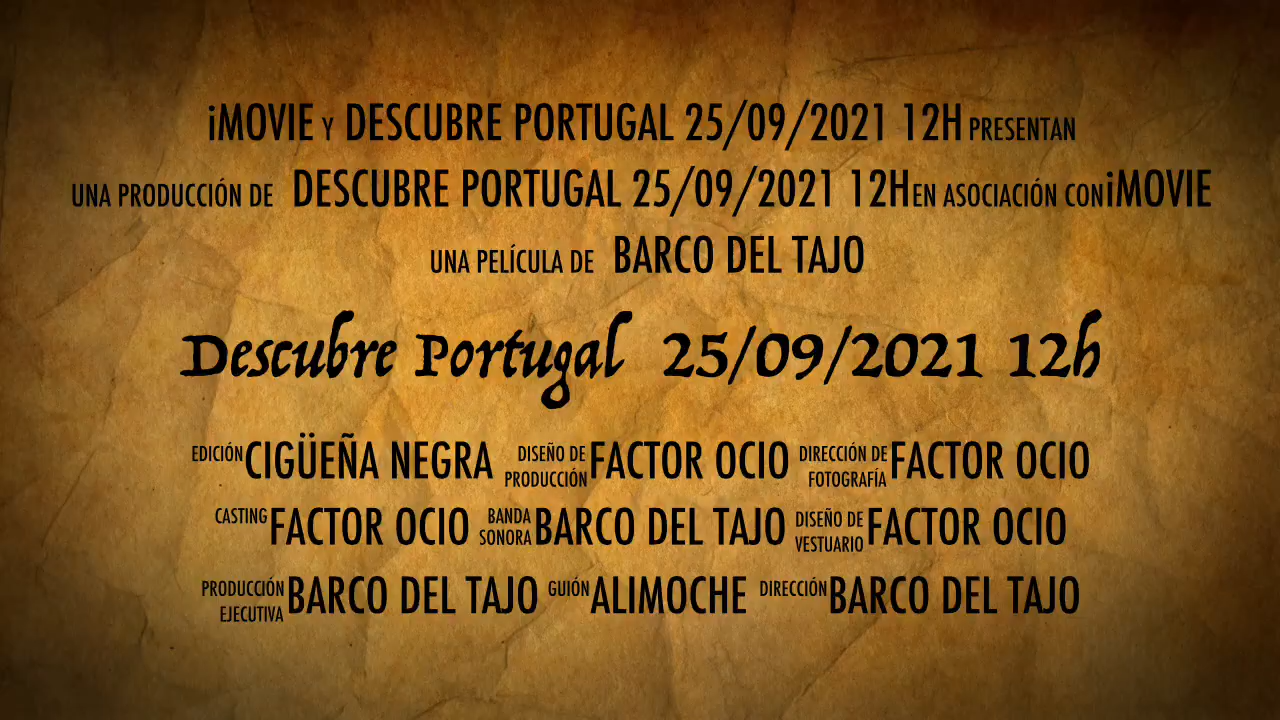 iMOVIE Y DESCUBRE PORTUGAL 25/09/2021 12H PRESENTAN
UNA PRODUCCIÓN DE DESCUBRE PORTUGAL 25/09/2021 12H EN ASOCIACIÓN CON iMOVIE
UNA PELÍCULA DE BARCO DEL TAJO
Descubre Portugal 25/09/2021 12h
EDICIÓN CIGÜEÑA NEGRA DISEÑO DE PRODUCCIÓN FACTOR OCIO DIRECCIÓN DE FOTOGRAFÍA FACTOR OCIO
CASTING FACTOR OCIO BANDA SONORA BARCO DEL TAJO DISEÑO DE VESTUARIO FACTOR OCIO
PRODUCCIÓN EJECUTIVA BARCO DEL TAJO GUIÓN ALIMOCHE DIRECCIÓN BARCO DEL TAJO